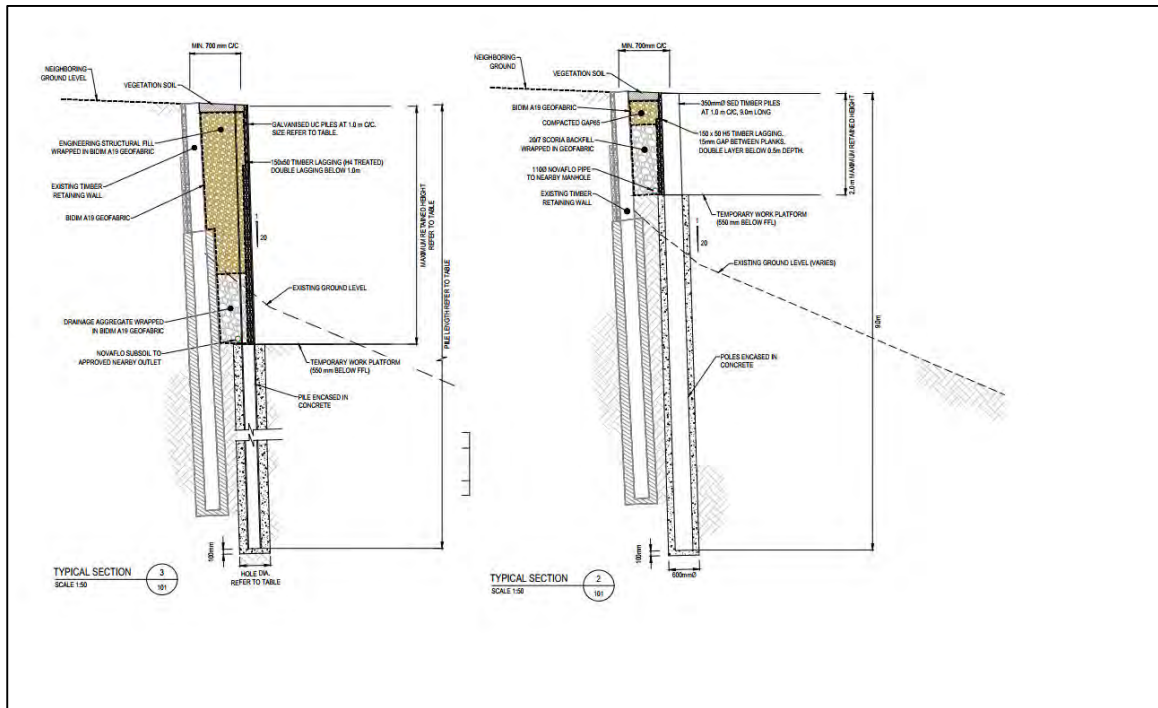 MIN. 700 mm C/C
NEIGHBORING
GROUND LEVEL
VEGETATION SOIL
GALVANISED UC PILES AT 1.0 m C/C.
SIZE REFER TO TABLE.
ENGINEERING STRUCTURAL FILL
WRAPPED IN BIDIM A19 GEOFABRIC
150x50 TIMBER LAGGING (H4 TREATED)
DOUBLE LAGGING BELOW 1.0m
EXISTING TIMBER
RETAINING WALL
BIDIM A19 GEOFABRIC
1
20
MAXIMUM RETAINED HEIGHT
REFER TO TABLE
PILE LENGTH REFER TO TABLE
EXISTING GROUND LEVEL
DRAINAGE AGGREGATE WRAPPED
IN BIDIM A19 GEOFABRIC
NOVAFLO SUBSOIL TO
APPROVED NEARBY OUTLET
TEMPORARY WORK PLATFORM
(550 mm BELOW FFL)
PILE ENCASED IN
CONCRETE
100mm
HOLE DIA.
REFER TO TABLE
TYPICAL SECTION
SCALE 1:50
3
101
MIN. 700mm C/C
NEIGHBORING
GROUND
VEGETATION SOIL
BIDIM A19 GEOFABRIC
COMPACTED GAP65
20/7 SCORIA BACKFILL
WRAPPED IN GEOFABRIC
110Ø NOVAFLO PIPE
TO NEARBY MANHOLE
EXISTING TIMBER
RETAINING WALL
350mmØ SED TIMBER PILES
AT 1.0 m C/C, 9.0m LONG
150 x 50 H5 TIMBER LAGGING.
15mm GAP BETWEEN PLANKS.
DOUBLE LAYER BELOW 0.5m DEPTH.
2.0 m MAXIMUM RETAINED HEIGHT
TEMPORARY WORK PLATFORM
(550 mm BELOW FFL)
1
20
EXISTING GROUND LEVEL (VARIES)
9.0m
POLES ENCASED IN
CONCRETE
100mm
600mmØ
TYPICAL SECTION
SCALE 1:50
2
101